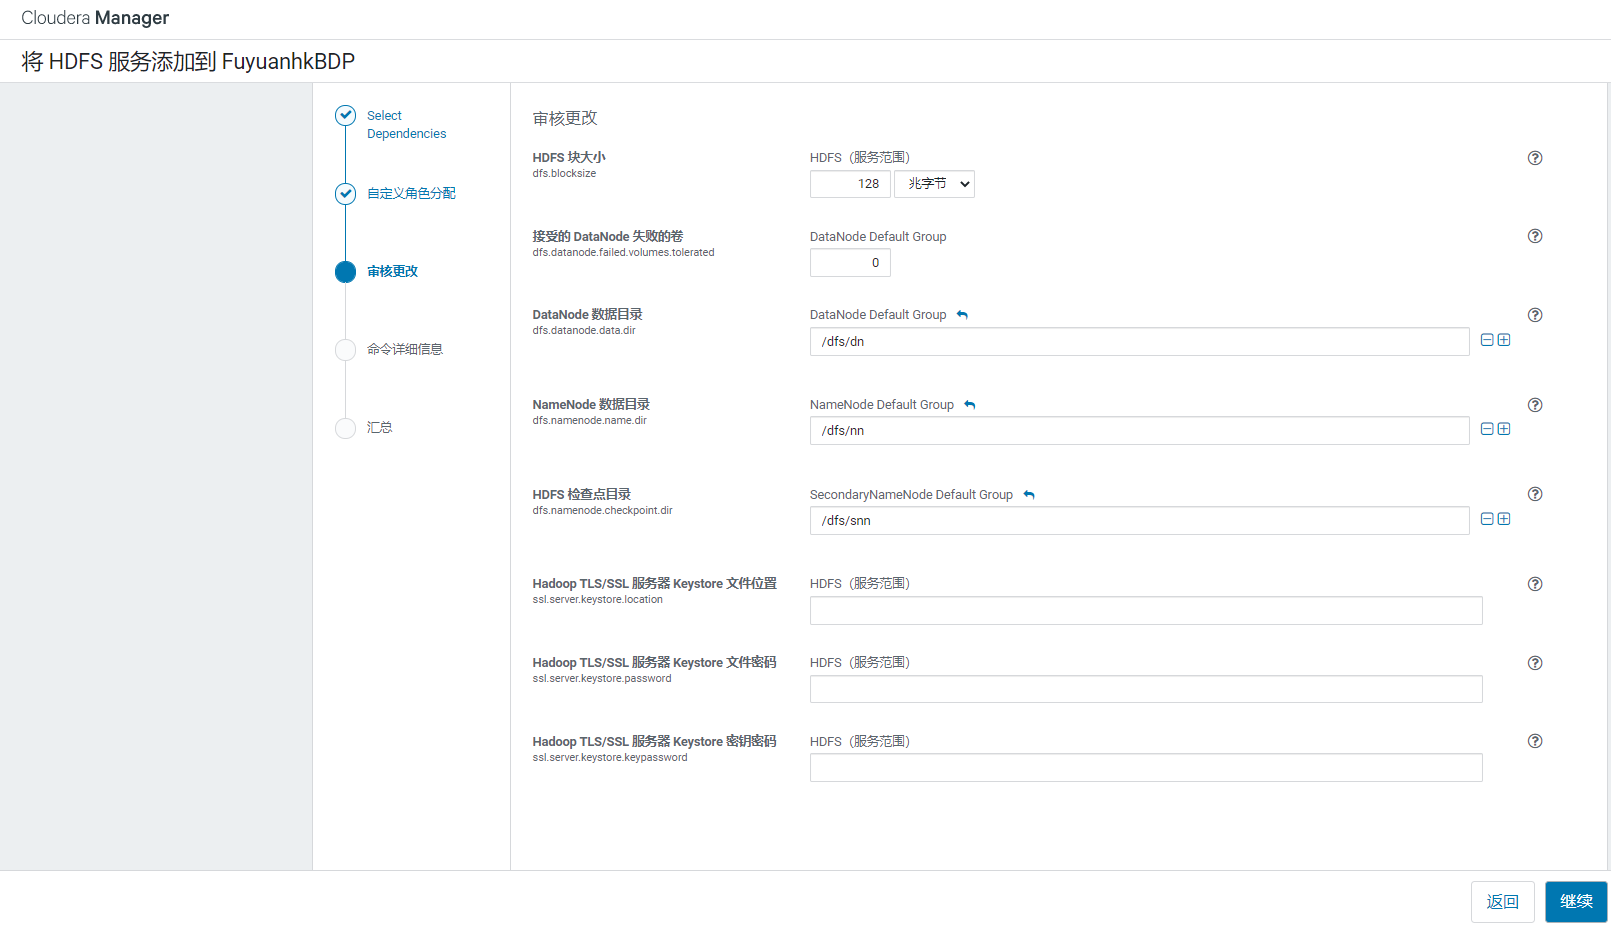 Cloudera Manager
将 HDFS 服务添加到 FuyuanhkBDP
Select
Dependencies
自定义角色分配
审核更改
命令详细信息
汇总
审核更改
HDFS 块大小
dfs.blocksize
HDFS（服务范围）
128
兆字节
接受的 DataNode 失败的卷
dfs.datanode.failed.volumes.tolerated
DataNode Default Group
0
DataNode 数据目录
dfs.datanode.data.dir
DataNode Default Group
/dfs/dn
NameNode 数据目录
dfs.namenode.name.dir
NameNode Default Group
/dfs/nn
HDFS 检查点目录
dfs.namenode.checkpoint.dir
SecondaryNameNode Default Group
/dfs/snn
Hadoop TLS/SSL 服务器 Keystore 文件位置
ssl.server.keystore.location
HDFS（服务范围）
Hadoop TLS/SSL 服务器 Keystore 文件密码
ssl.server.keystore.password
HDFS（服务范围）
Hadoop TLS/SSL 服务器 Keystore 密钥密码
ssl.server.keystore.keypassword
HDFS（服务范围）
返回
继续